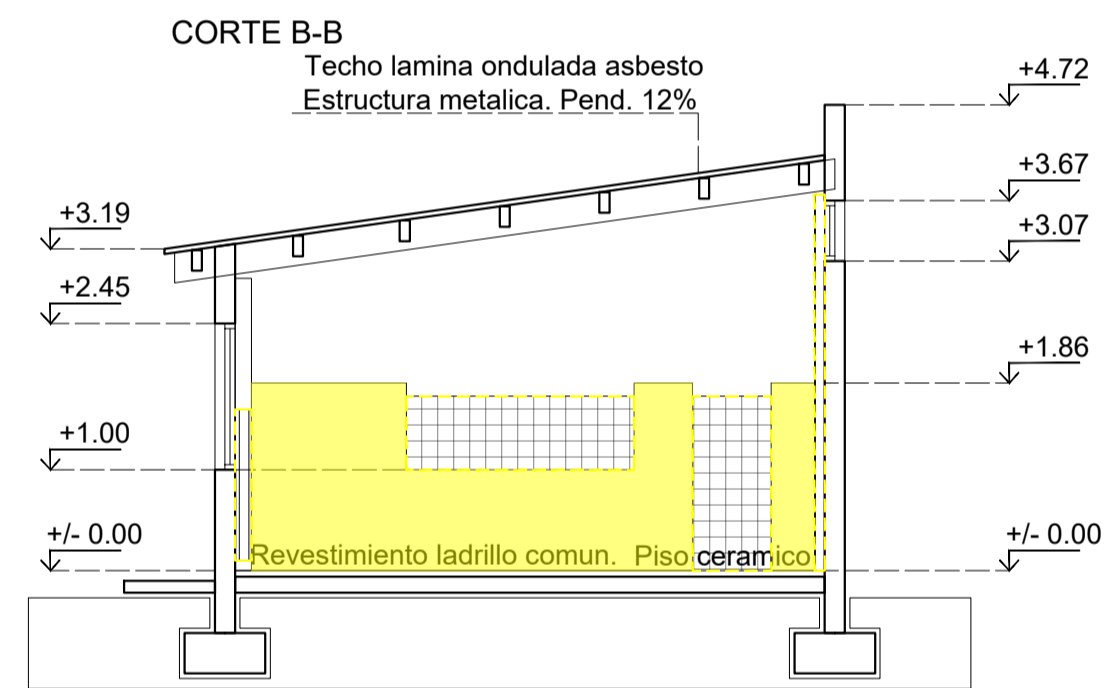 CORTE B-B
Techo lamina ondulada asbesto
Estructura metalica. Pend. 12%
+4.72
+3.67
+3.19
+3.07
+2.45
+1.86
+1.00
+/- 0.00
+/- 0.00
Revestimiento ladrillo comun. Piso ceramico